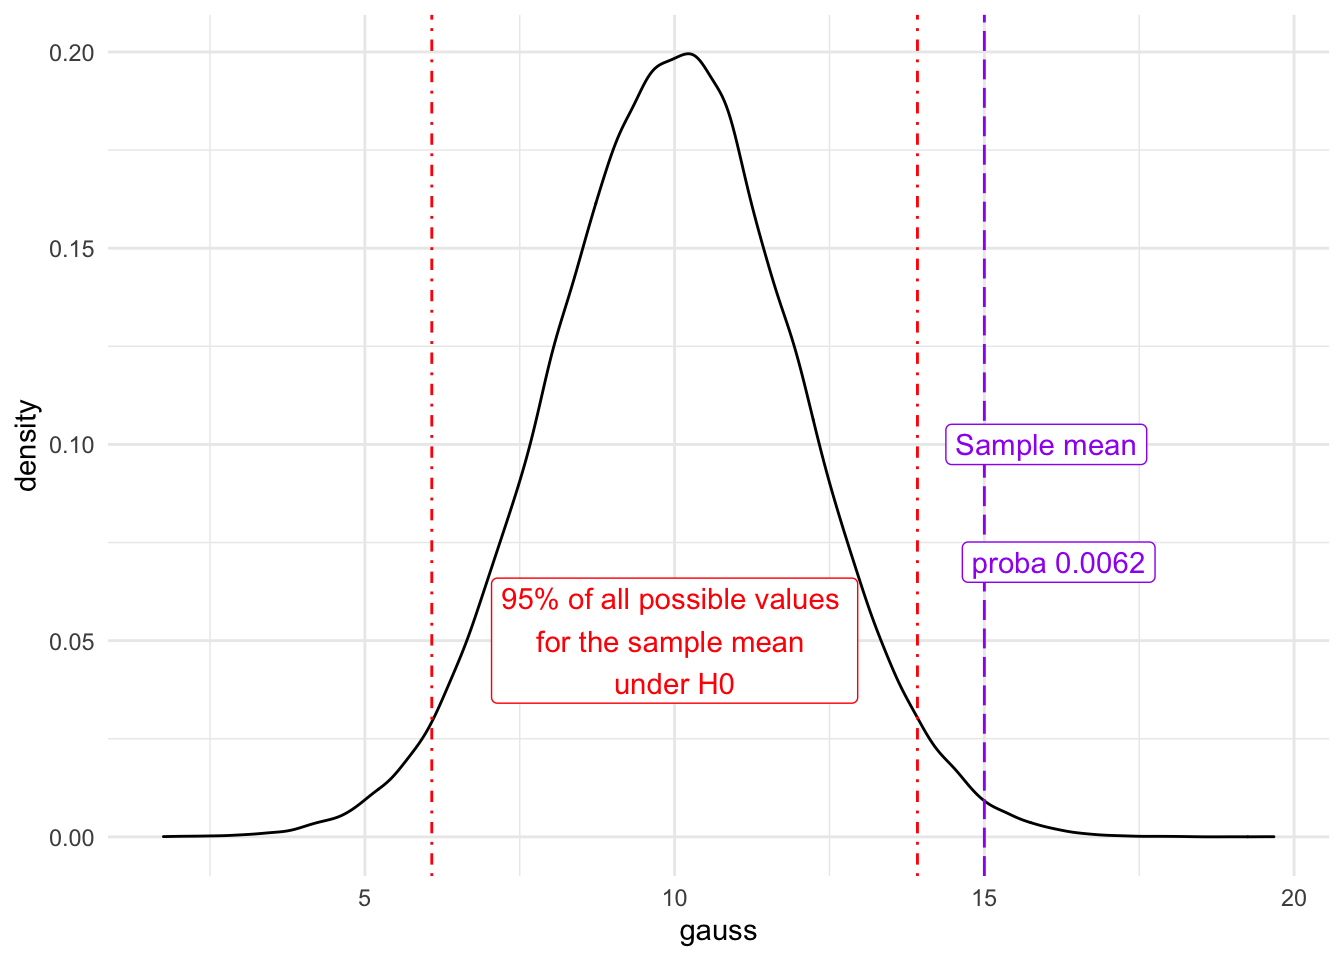 0.20
0.15
0.10
0.05
0.00
density
Sample mean
proba 0.0062
95% of all possible values
for the sample mean
under H0
5
10
15
20
gauss